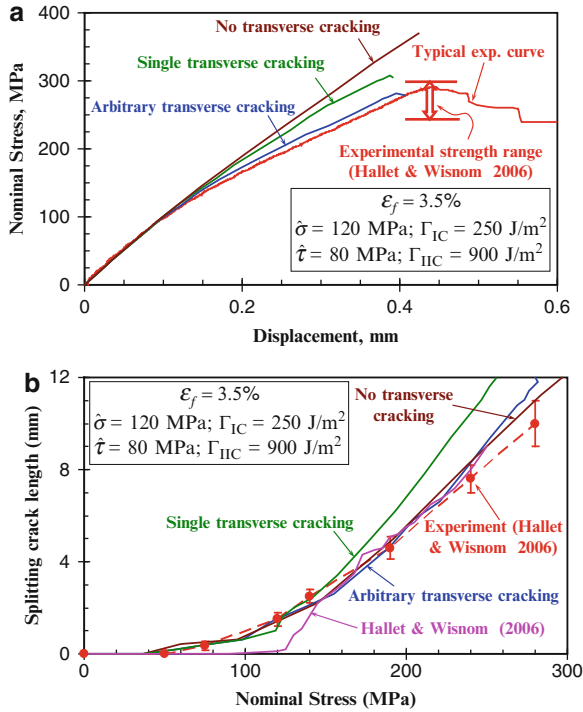 a
400
300
200
100
0
Nominal Stress, MPa
No transverse cracking
Single transverse cracking
Arbitrary transverse cracking
Typical exp. curve
Experimental strength range
(Hallet & Wisnom 2006)
Ɛf = 3.5%
σ̂ = 120 MPa; ΓIC = 250 J/m²
τ̂ = 80 MPa; ΓIIC = 900 J/m²
0 0.2 0.4 0.6
Displacement, mm
b
12
8
4
0
Splitting crack length (mm)
Ɛf = 3.5%
σ̂ = 120 MPa; ΓIC = 250 J/m²
τ̂ = 80 MPa; ΓIIC = 900 J/m²
No transverse
cracking
Single transverse cracking
Experiment (Hallet
& Wisnom 2006)
Arbitrary transverse cracking
Hallet & Wisnom (2006)
0 100 200 300
Nominal Stress (MPa)